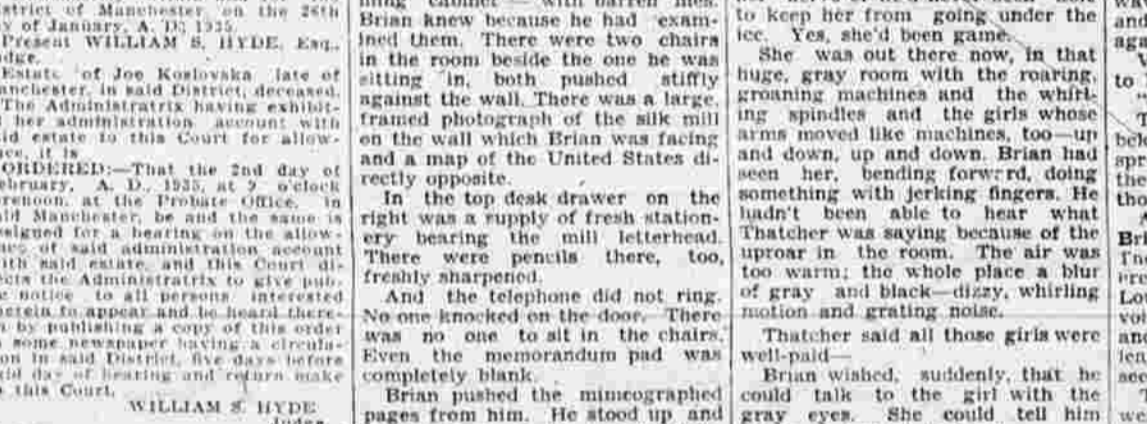 strict of Manchester on the 26th
of January, A. D. 1935.
Present WILLIAM S. HYDE, Esq.,
Estate of Joe Koslovska late of
in said District, deceased.
The Administratrix having exhibit-
her administration account with
estate to this Court for allow-
it is
ORDERED:—That the 2nd day of
A. D., 1935, at 9 o'clock
at the Probate Office, in
Manchester, be and the same is
for a hearing on the allow-
of said administration account
said estate, and this Court di-
the Administratrix to give pub-
notice to all persons interested
to appear and be heard there-
by publishing a copy of this order
some newspaper having a circula-
in said District, five days before
day of hearing and return make
this Court.
WILLIAM S. HYDE
Judge.
cabinet — with barren files.
Brian knew because he had exam-
ined them. There were two chairs
in the room beside the one he was
sitting in, both pushed stiffly
against the wall. There was a large,
framed photograph of the silk mill
on the wall which Brian was facing
and a map of the United States di-
rectly opposite.
In the top desk drawer on the
right was a supply of fresh station-
ery bearing the mill letterhead.
There were pencils there, too,
freshly sharpened.
And the telephone did not ring.
No one knocked on the door. There
was no one to sit in the chairs.
Even the memorandum pad was
completely blank.
Brian pushed the mimeographed
pages from him. He stood up and
to keep her from going under the
ice. Yes, she'd been game.
She was out there now, in that
huge, gray room with the roaring,
groaning machines and the whirl-
ing spindles and the girls whose
arms moved like machines, too—up
and down, up and down. Brian had
seen her, bending forward, doing
something with jerking fingers. He
hadn't been able to hear what
Thatcher was saying because of the
uproar in the room. The air was
too warm; the whole place a blur
of gray and black—dizzy, whirling
motion and grating noise.
Thatcher said all those girls were
well-paid—
Brian wished, suddenly, that he
could talk to the girl with the
gray eyes. She could tell him